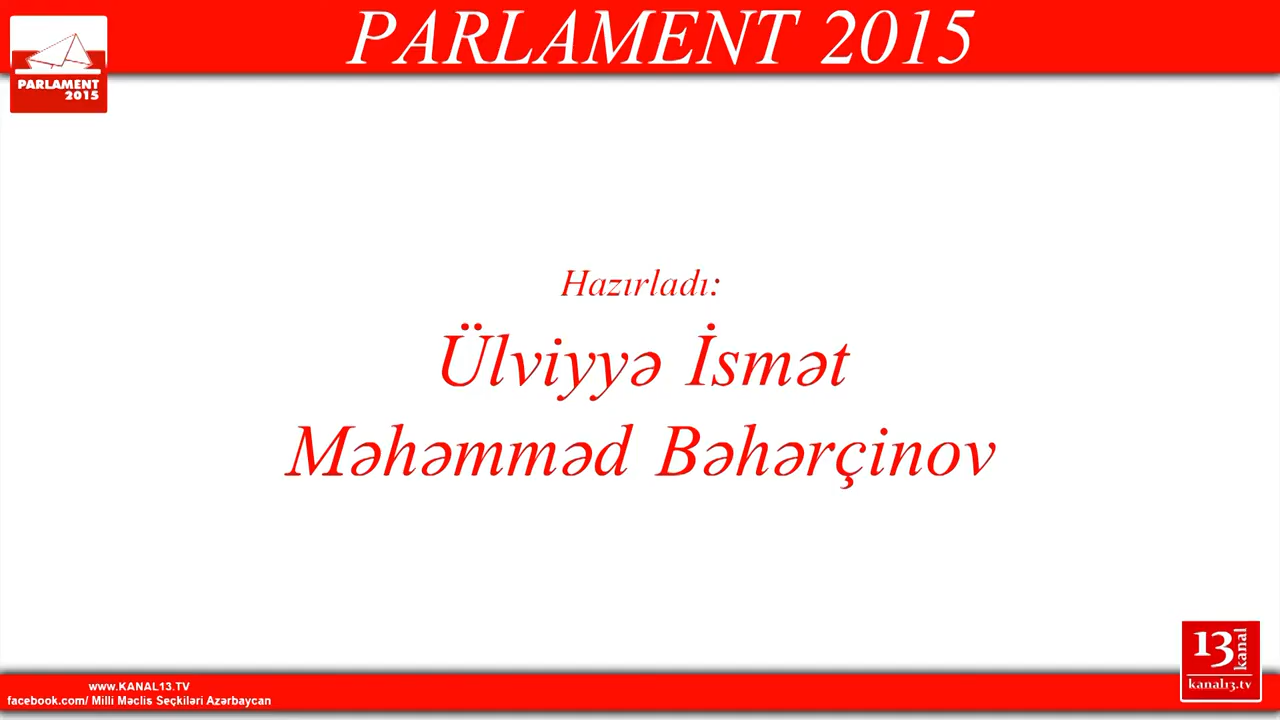 PARLAMENT 2015
PARLAMENT
2015
Hazırladı:
Ülviyyə İsmət
Məhəmməd Bəhərçinov
13 kanal
kanal13.tv
www.KANAL13.TV
facebook.com/ Milli Məclis Seçkiləri Azərbaycan